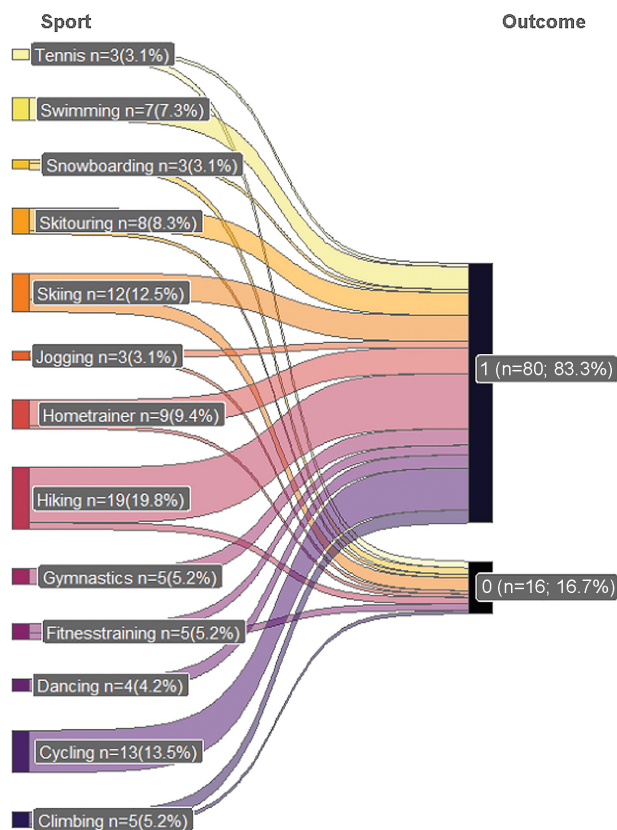 Sport
Outcome
Tennis n=3(3.1%)
Swimming n=7(7.3%)
Snowboarding n=3(3.1%)
Skitouring n=8(8.3%)
Skiing n=12(12.5%)
Jogging n=3(3.1%)
1 (n=80; 83.3%)
Hometrainer n=9(9.4%)
Hiking n=19(19.8%)
Gymnastics n=5(5.2%)
0 (n=16; 16.7%)
Fitnesstraining n=5(5.2%)
Dancing n=4(4.2%)
Cycling n=13(13.5%)
Climbing n=5(5.2%)